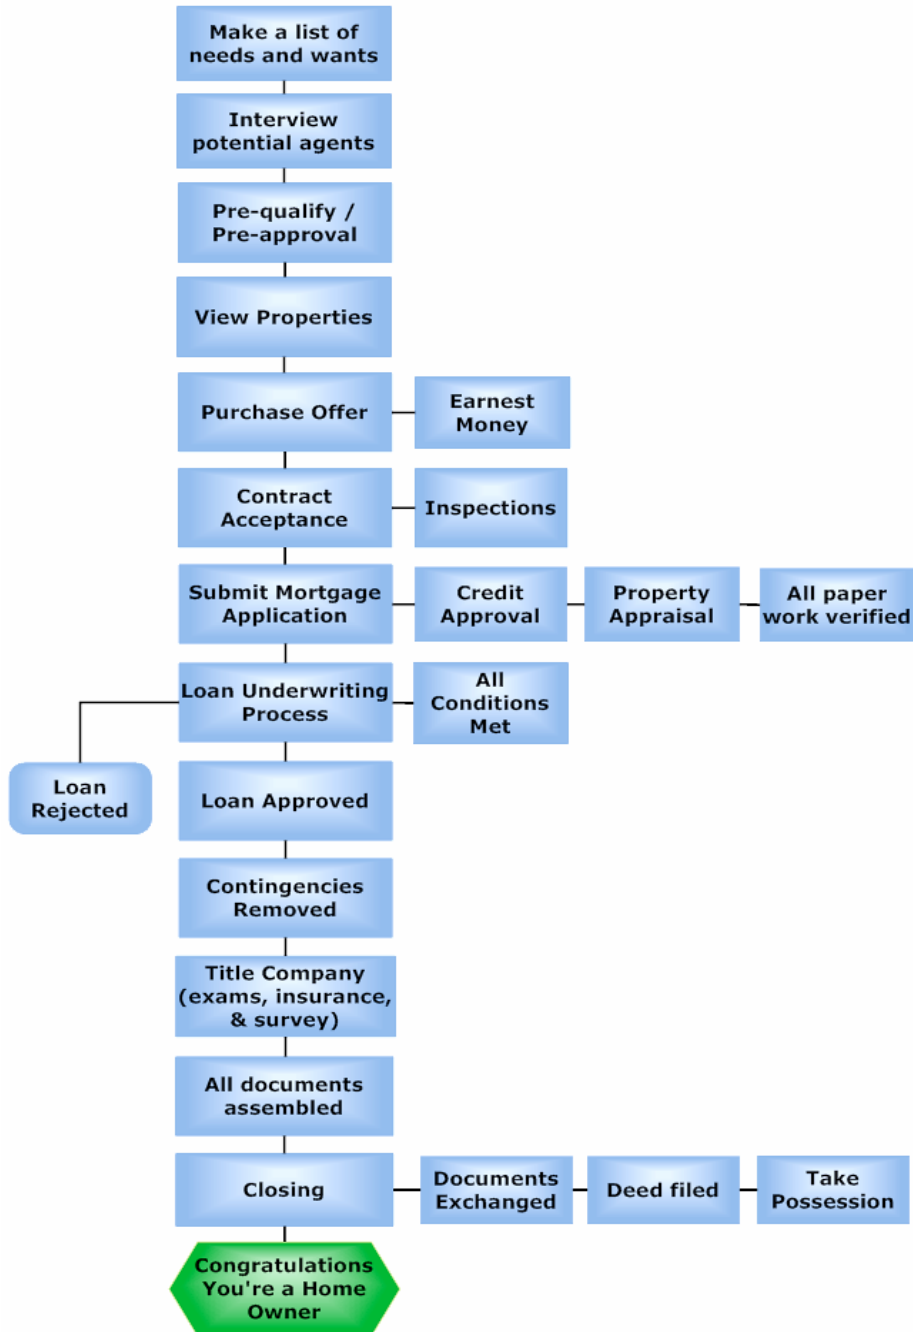 Make a list of
needs and wants
Interview
potential agents
Pre-qualify /
Pre-approval
View Properties
Purchase Offer
Earnest
Money
Contract
Acceptance
Inspections
Submit Mortgage
Application
Credit
Approval
Property
Appraisal
All paper
work verified
Loan Underwriting
Process
All
Conditions
Met
Loan
Rejected
Loan Approved
Contingencies
Removed
Title Company
(exams, insurance,
& survey)
All documents
assembled
Closing
Documents
Exchanged
Deed filed
Take
Possession
Congratulations
You're a Home
Owner